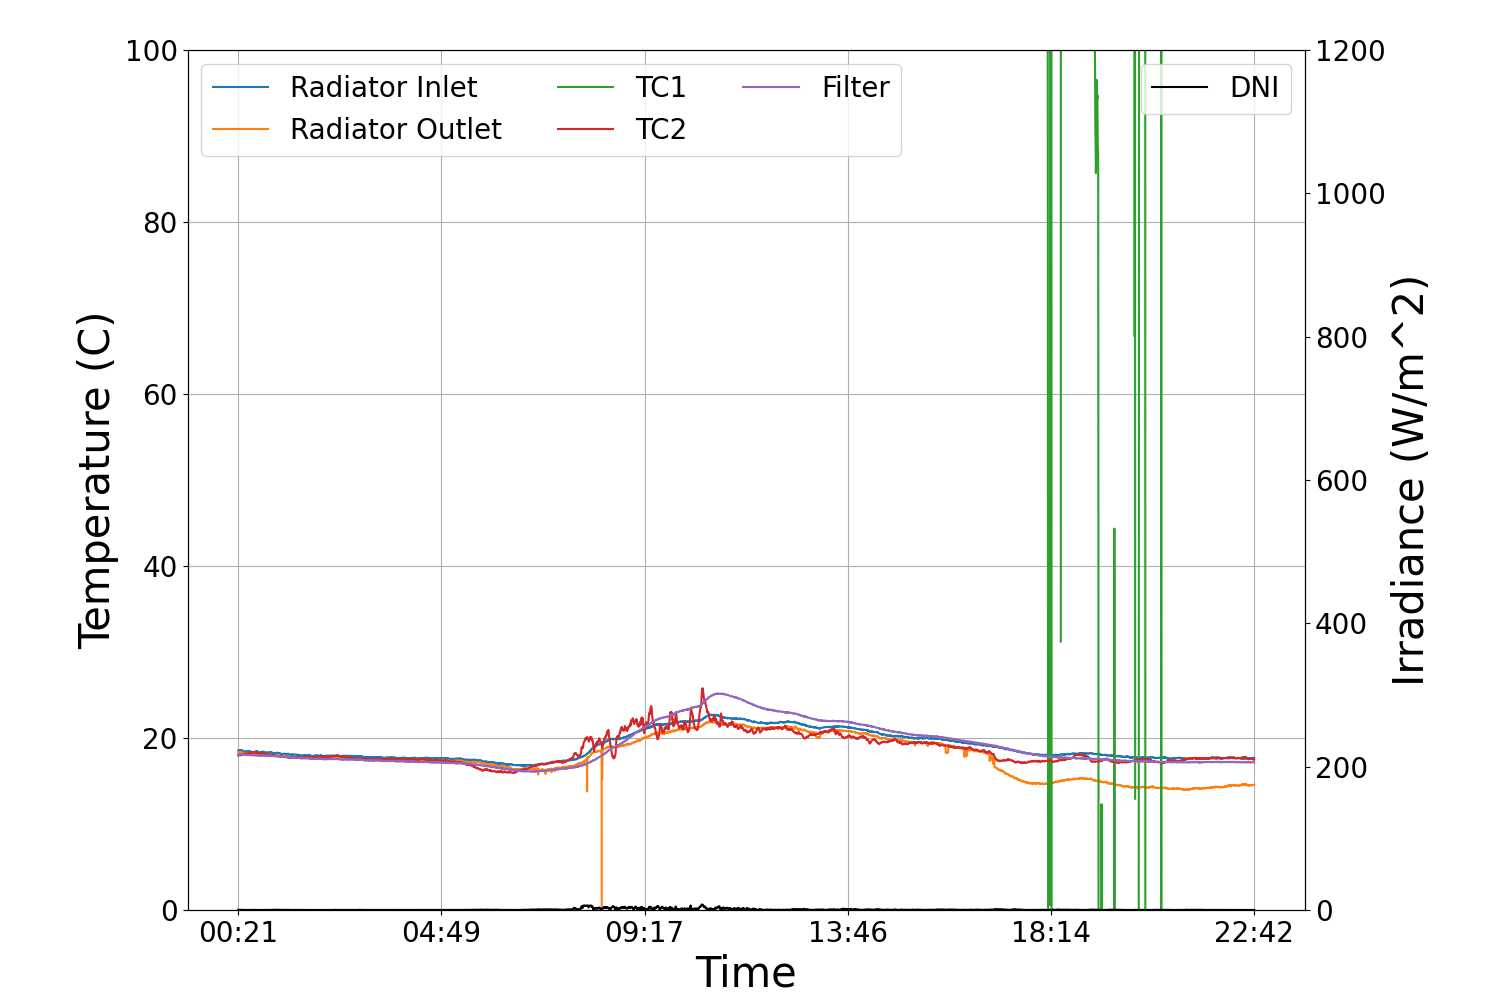 100
80
60
40
20
0
Temperature (C)
Radiator Inlet
Radiator Outlet
TC1
TC2
Filter
DNI
1200
1000
800
600
400
200
0
Irradiance (W/m^2)
00:21 04:49 09:17 13:46 18:14 22:42
Time